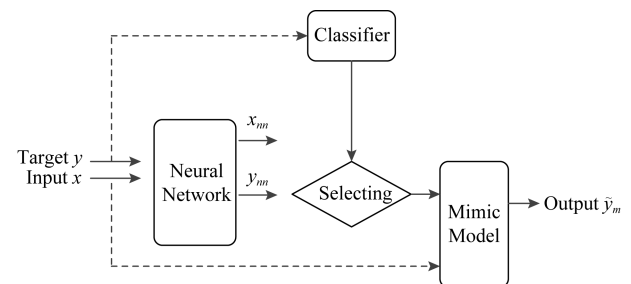 Classifier
x_nn
Target y
Input x
Neural
Network
y_nn
Selecting
Mimic
Model
Output ỹ_m